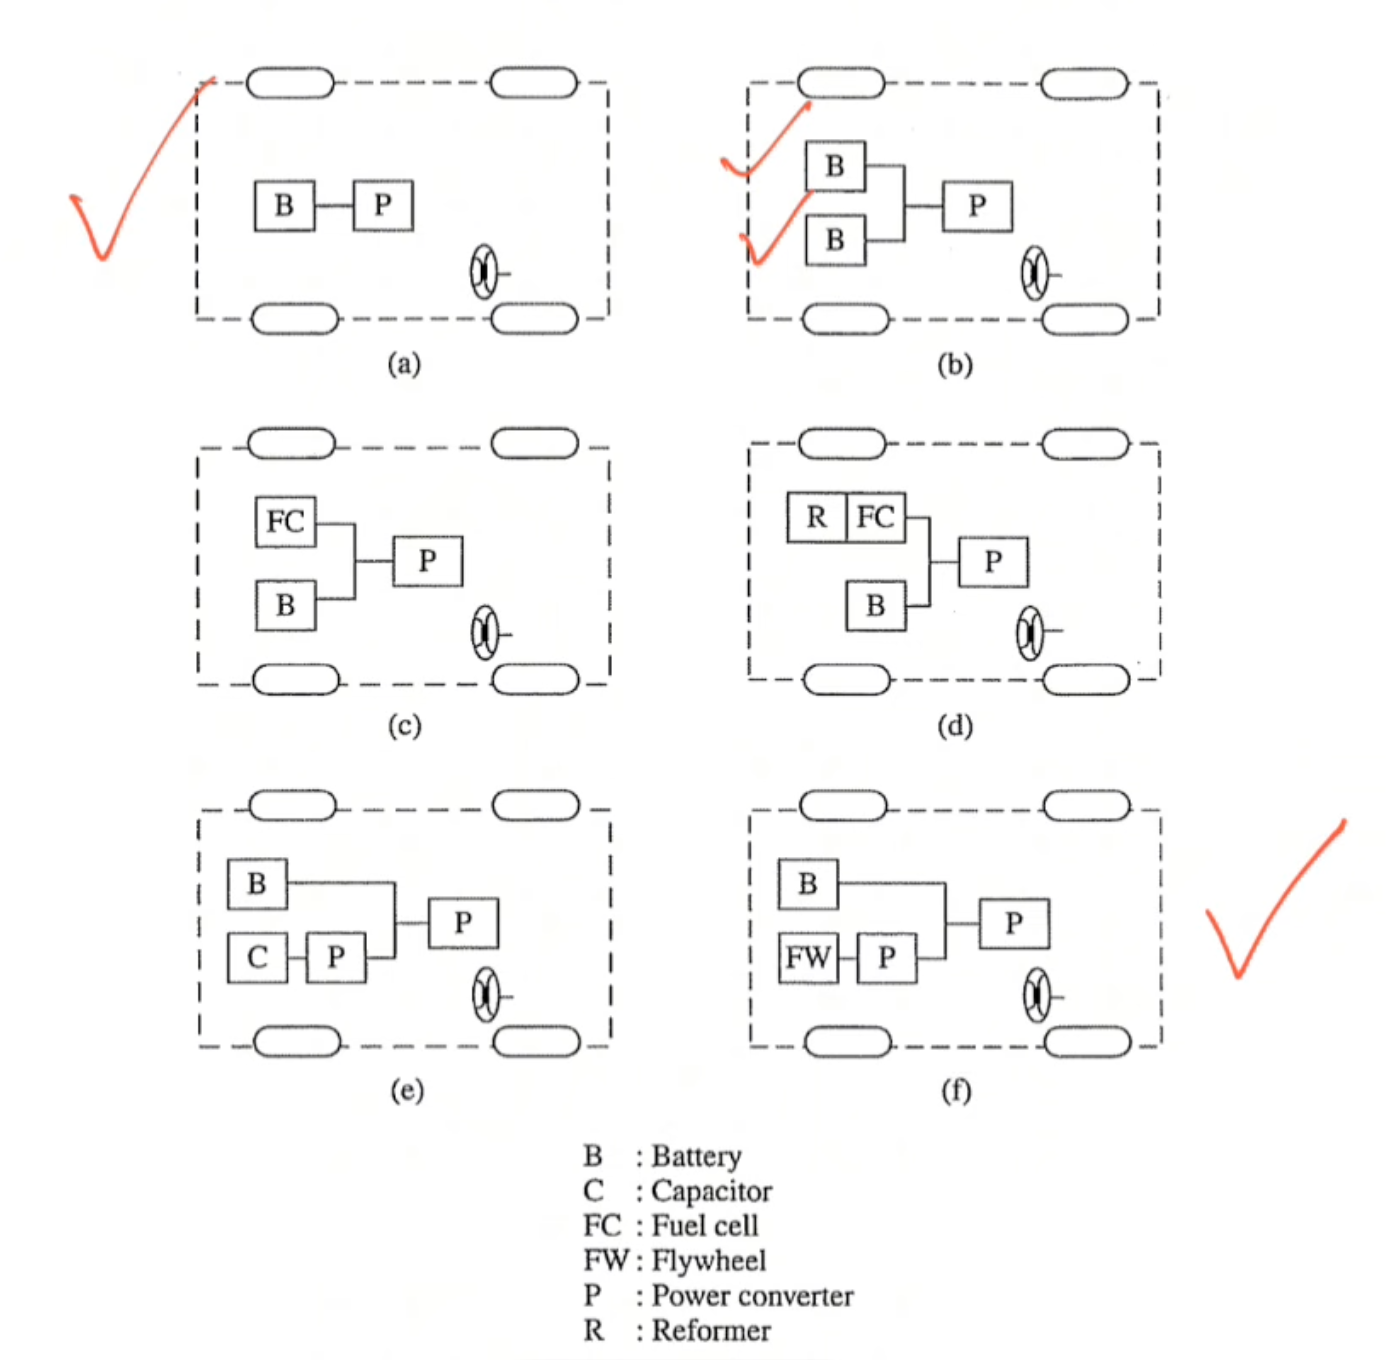 B P
B
B
P
(a) (b)
FC
B
P
R FC
B
P
(c) (d)
B
C P
P
B
FW P
P
(e) (f)
B : Battery
C : Capacitor
FC : Fuel cell
FW : Flywheel
P : Power converter
R : Reformer